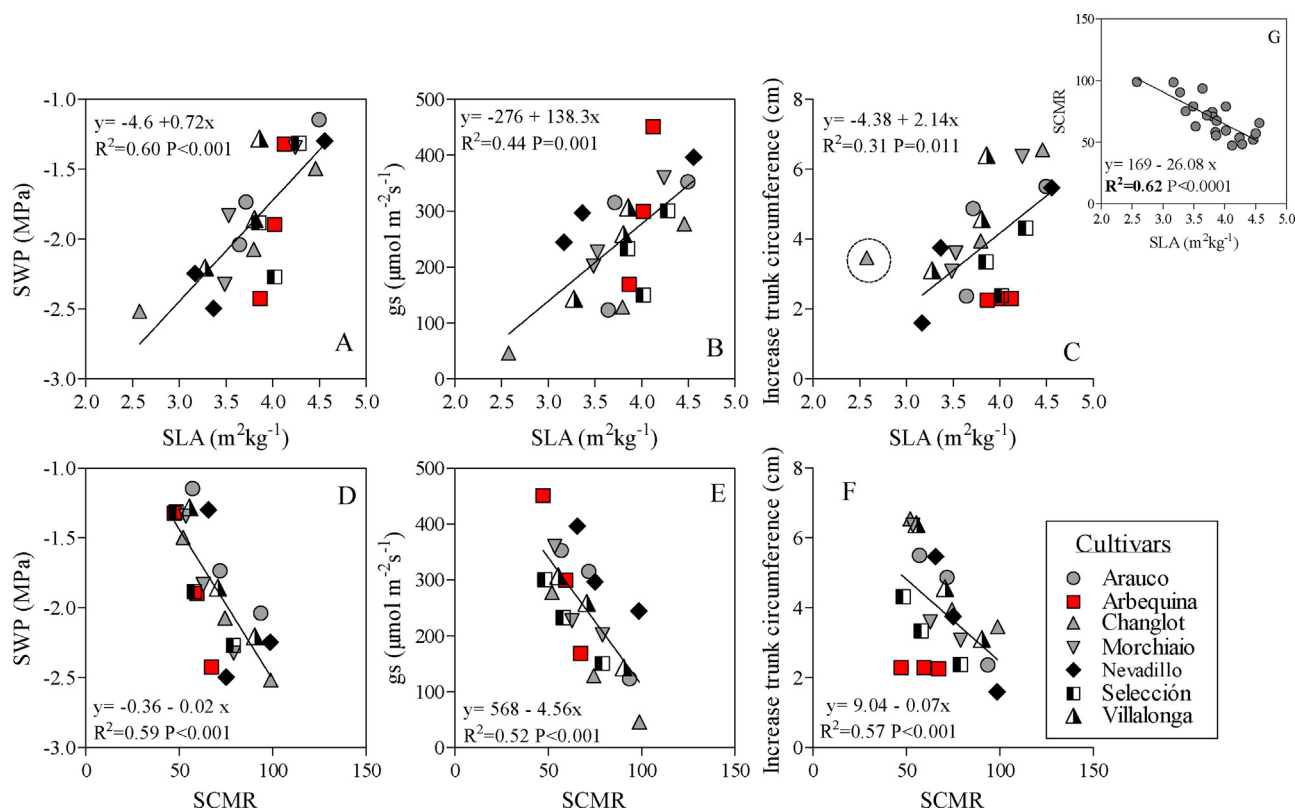 y= -4.6 +0.72x
R²=0.60 P<0.001
A
SWP (MPa)
-1.0
-1.5
-2.0
-2.5
-3.0
2.0 2.5 3.0 3.5 4.0 4.5 5.0
SLA (m²kg⁻¹)
y= -276 + 138.3x
R²=0.44 P=0.001
B
gs (µmol m⁻²s⁻¹)
500
400
300
200
100
0
2.0 2.5 3.0 3.5 4.0 4.5 5.0
SLA (m²kg⁻¹)
y= -4.38 + 2.14x
R²=0.31 P=0.011
C
Increase trunk circumference (cm)
8
6
4
2
0
2.0 2.5 3.0 3.5 4.0 4.5 5.0
SLA (m²kg⁻¹)
G
SCMR
150
100
50
0
y= 169 - 26.08 x
R²=0.62 P<0.0001
2.0 2.5 3.0 3.5 4.0 4.5 5.0
SLA (m²kg⁻¹)
D
SWP (MPa)
-1.0
-1.5
-2.0
-2.5
-3.0
y= -0.36 - 0.02 x
R²=0.59 P<0.001
0 50 100 150
SCMR
E
gs (µmol m⁻²s⁻¹)
500
400
300
200
100
0
y= 568 - 4.56x
R²=0.52 P<0.001
0 50 100 150
SCMR
F
Increase trunk circumference (cm)
8
6
4
2
0
y= 9.04 - 0.07x
R²=0.57 P<0.001
0 50 100 150
SCMR
Cultivars
Arauco
Arbequina
Changlot
Morchiaio
Nevadillo
Selección
Villalonga